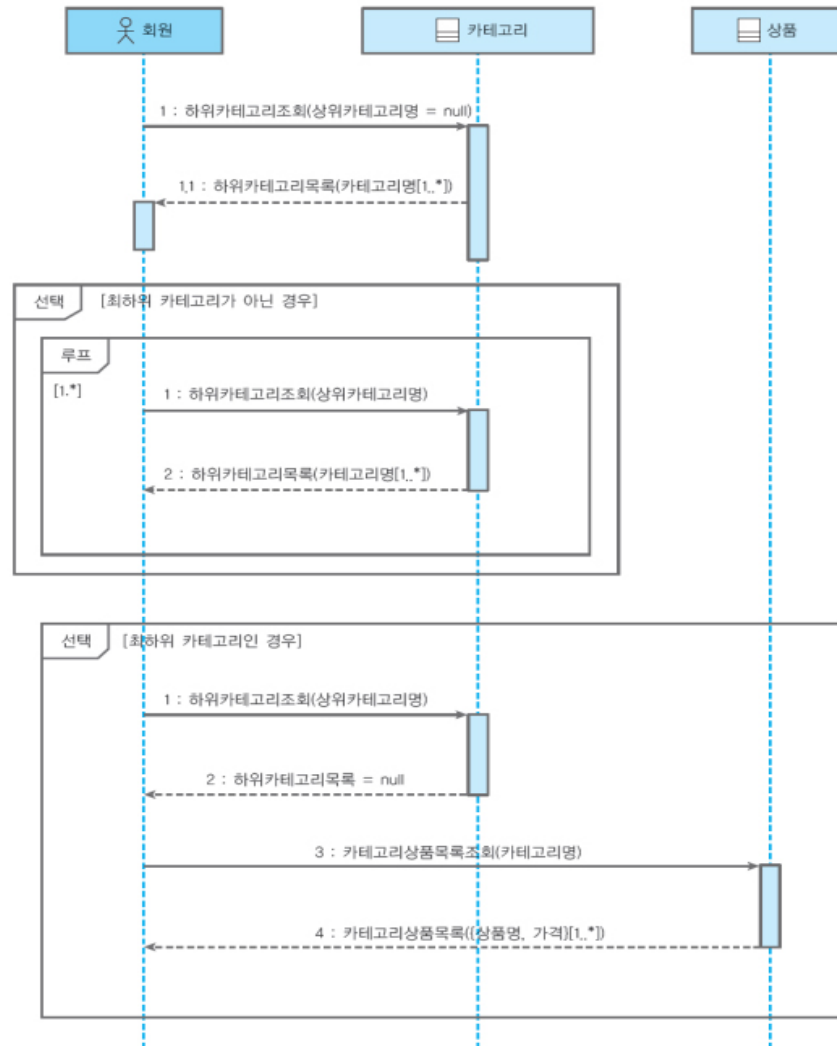 회원
카테고리
상품
1 : 하위카테고리조회(상위카테고리명 = null)
1.1 : 하위카테고리목록(카테고리명[1..*])
선택
[최하위 카테고리가 아닌 경우]
루프
[1.*]
1 : 하위카테고리조회(상위카테고리명)
2 : 하위카테고리목록(카테고리명[1..*])
선택
[최하위 카테고리인 경우]
1 : 하위카테고리조회(상위카테고리명)
2 : 하위카테고리목록 = null
3 : 카테고리상품목록조회(카테고리명)
4 : 카테고리상품목록({상품명, 가격}[1..*])